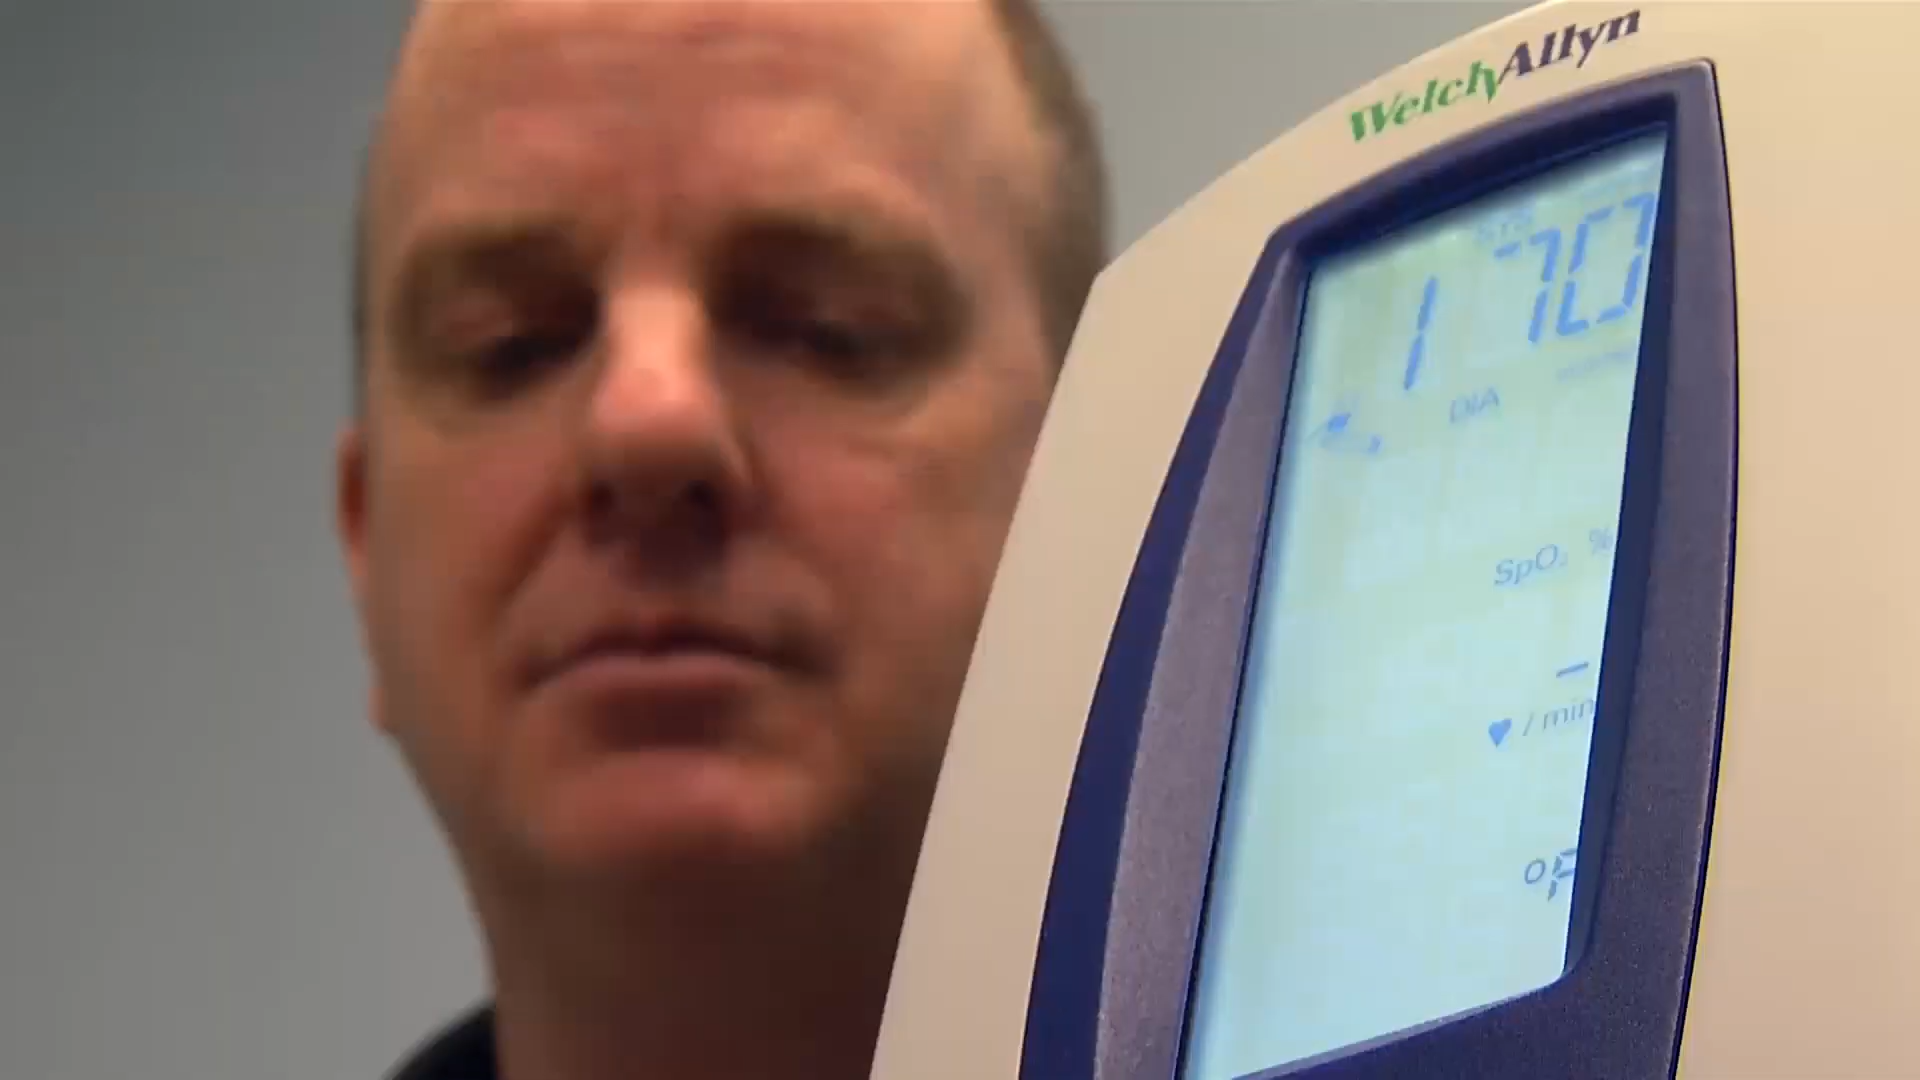 WelchAllyn
SYS
170
DIA
SpO₂ %
–
♥/min
°F